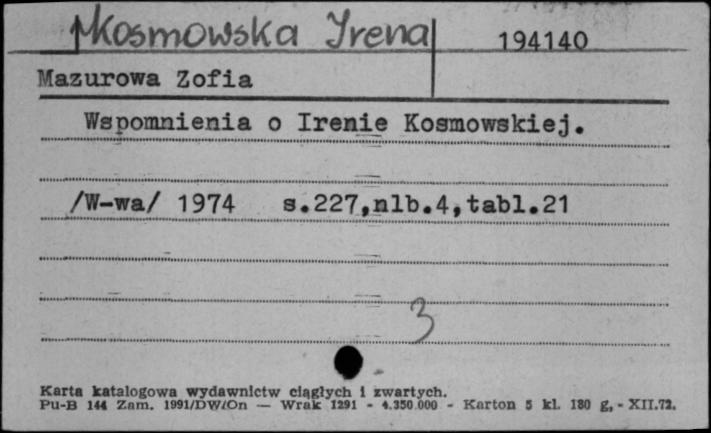 Kosmowska Irena 194140
Mazurowa Zofia
Wspomnienia o Irenie Kosmowskiej.
/W-wa/ 1974 s.227,nlb.4,tabl.21
3
Karta katalogowa wydawnictw ciągłych i zwartych.
Pu-B 144 Zam. 1991/DW/On — Wrak 1291 - 4.350.000 - Karton 5 kl. 180 g, - XII.72.